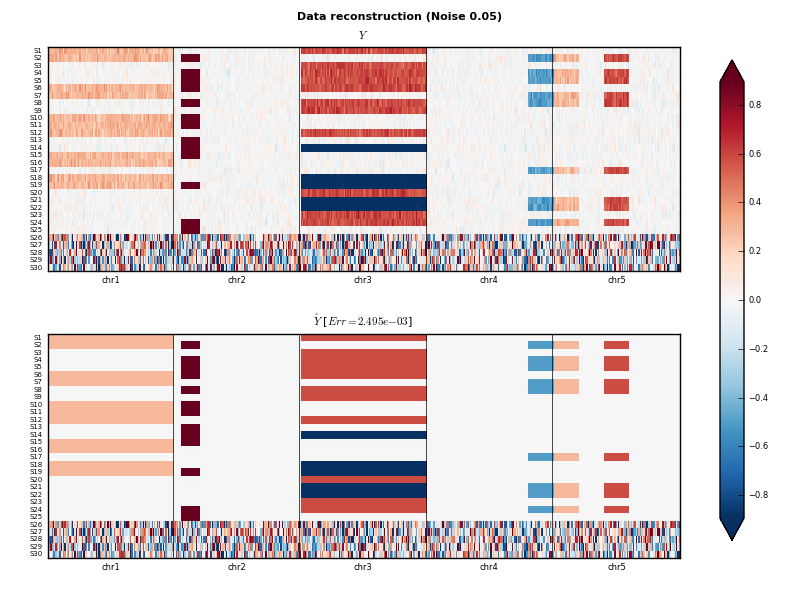 Data reconstruction (Noise 0.05)
Y
S1
S2
S3
S4
S5
S6
S7
S8
S9
S10
S11
S12
S13
S14
S15
S16
S17
S18
S19
S20
S21
S22
S23
S24
S25
S26
S27
S28
S29
S30
chr1 chr2 chr3 chr4 chr5
Ŷ [Err=2.495e−03]
S1
S2
S3
S4
S5
S6
S7
S8
S9
S10
S11
S12
S13
S14
S15
S16
S17
S18
S19
S20
S21
S22
S23
S24
S25
S26
S27
S28
S29
S30
chr1 chr2 chr3 chr4 chr5
0.8
0.6
0.4
0.2
0.0
−0.2
−0.4
−0.6
−0.8